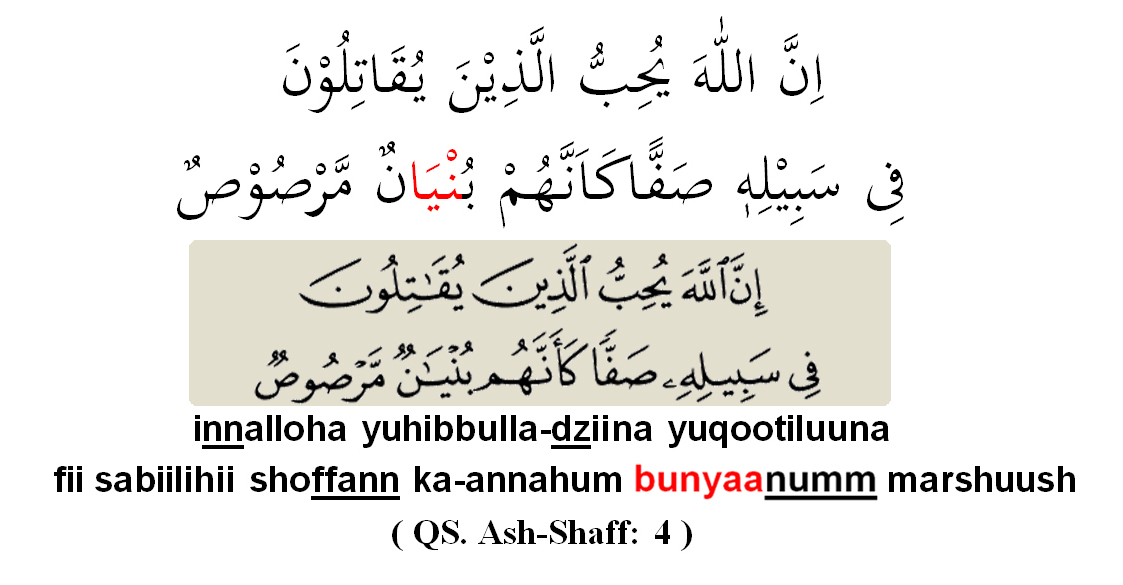 اِنَّ اللّٰهَ يُحِبُّ الَّذِيْنَ يُقَاتِلُوْنَ
فِى سَبِيْلِهٖ صَفًّاكَاَنَّهُمْ بُنْيَانٌ مَّرْصُوْصٌ
إِنَّ ٱللَّهَ يُحِبُّ ٱلَّذِينَ يُقَـٰتِلُونَ
فِى سَبِيلِهِۦ صَفًّا كَأَنَّهُم بُنْيَـٰنٌ مَّرْصُوصٌ
innalloha yuhibbulla-dziina yuqootiluuna
fii sabiilihii shoffann ka-annahum bunyaanumm marshuush
( QS. Ash-Shaff: 4 )